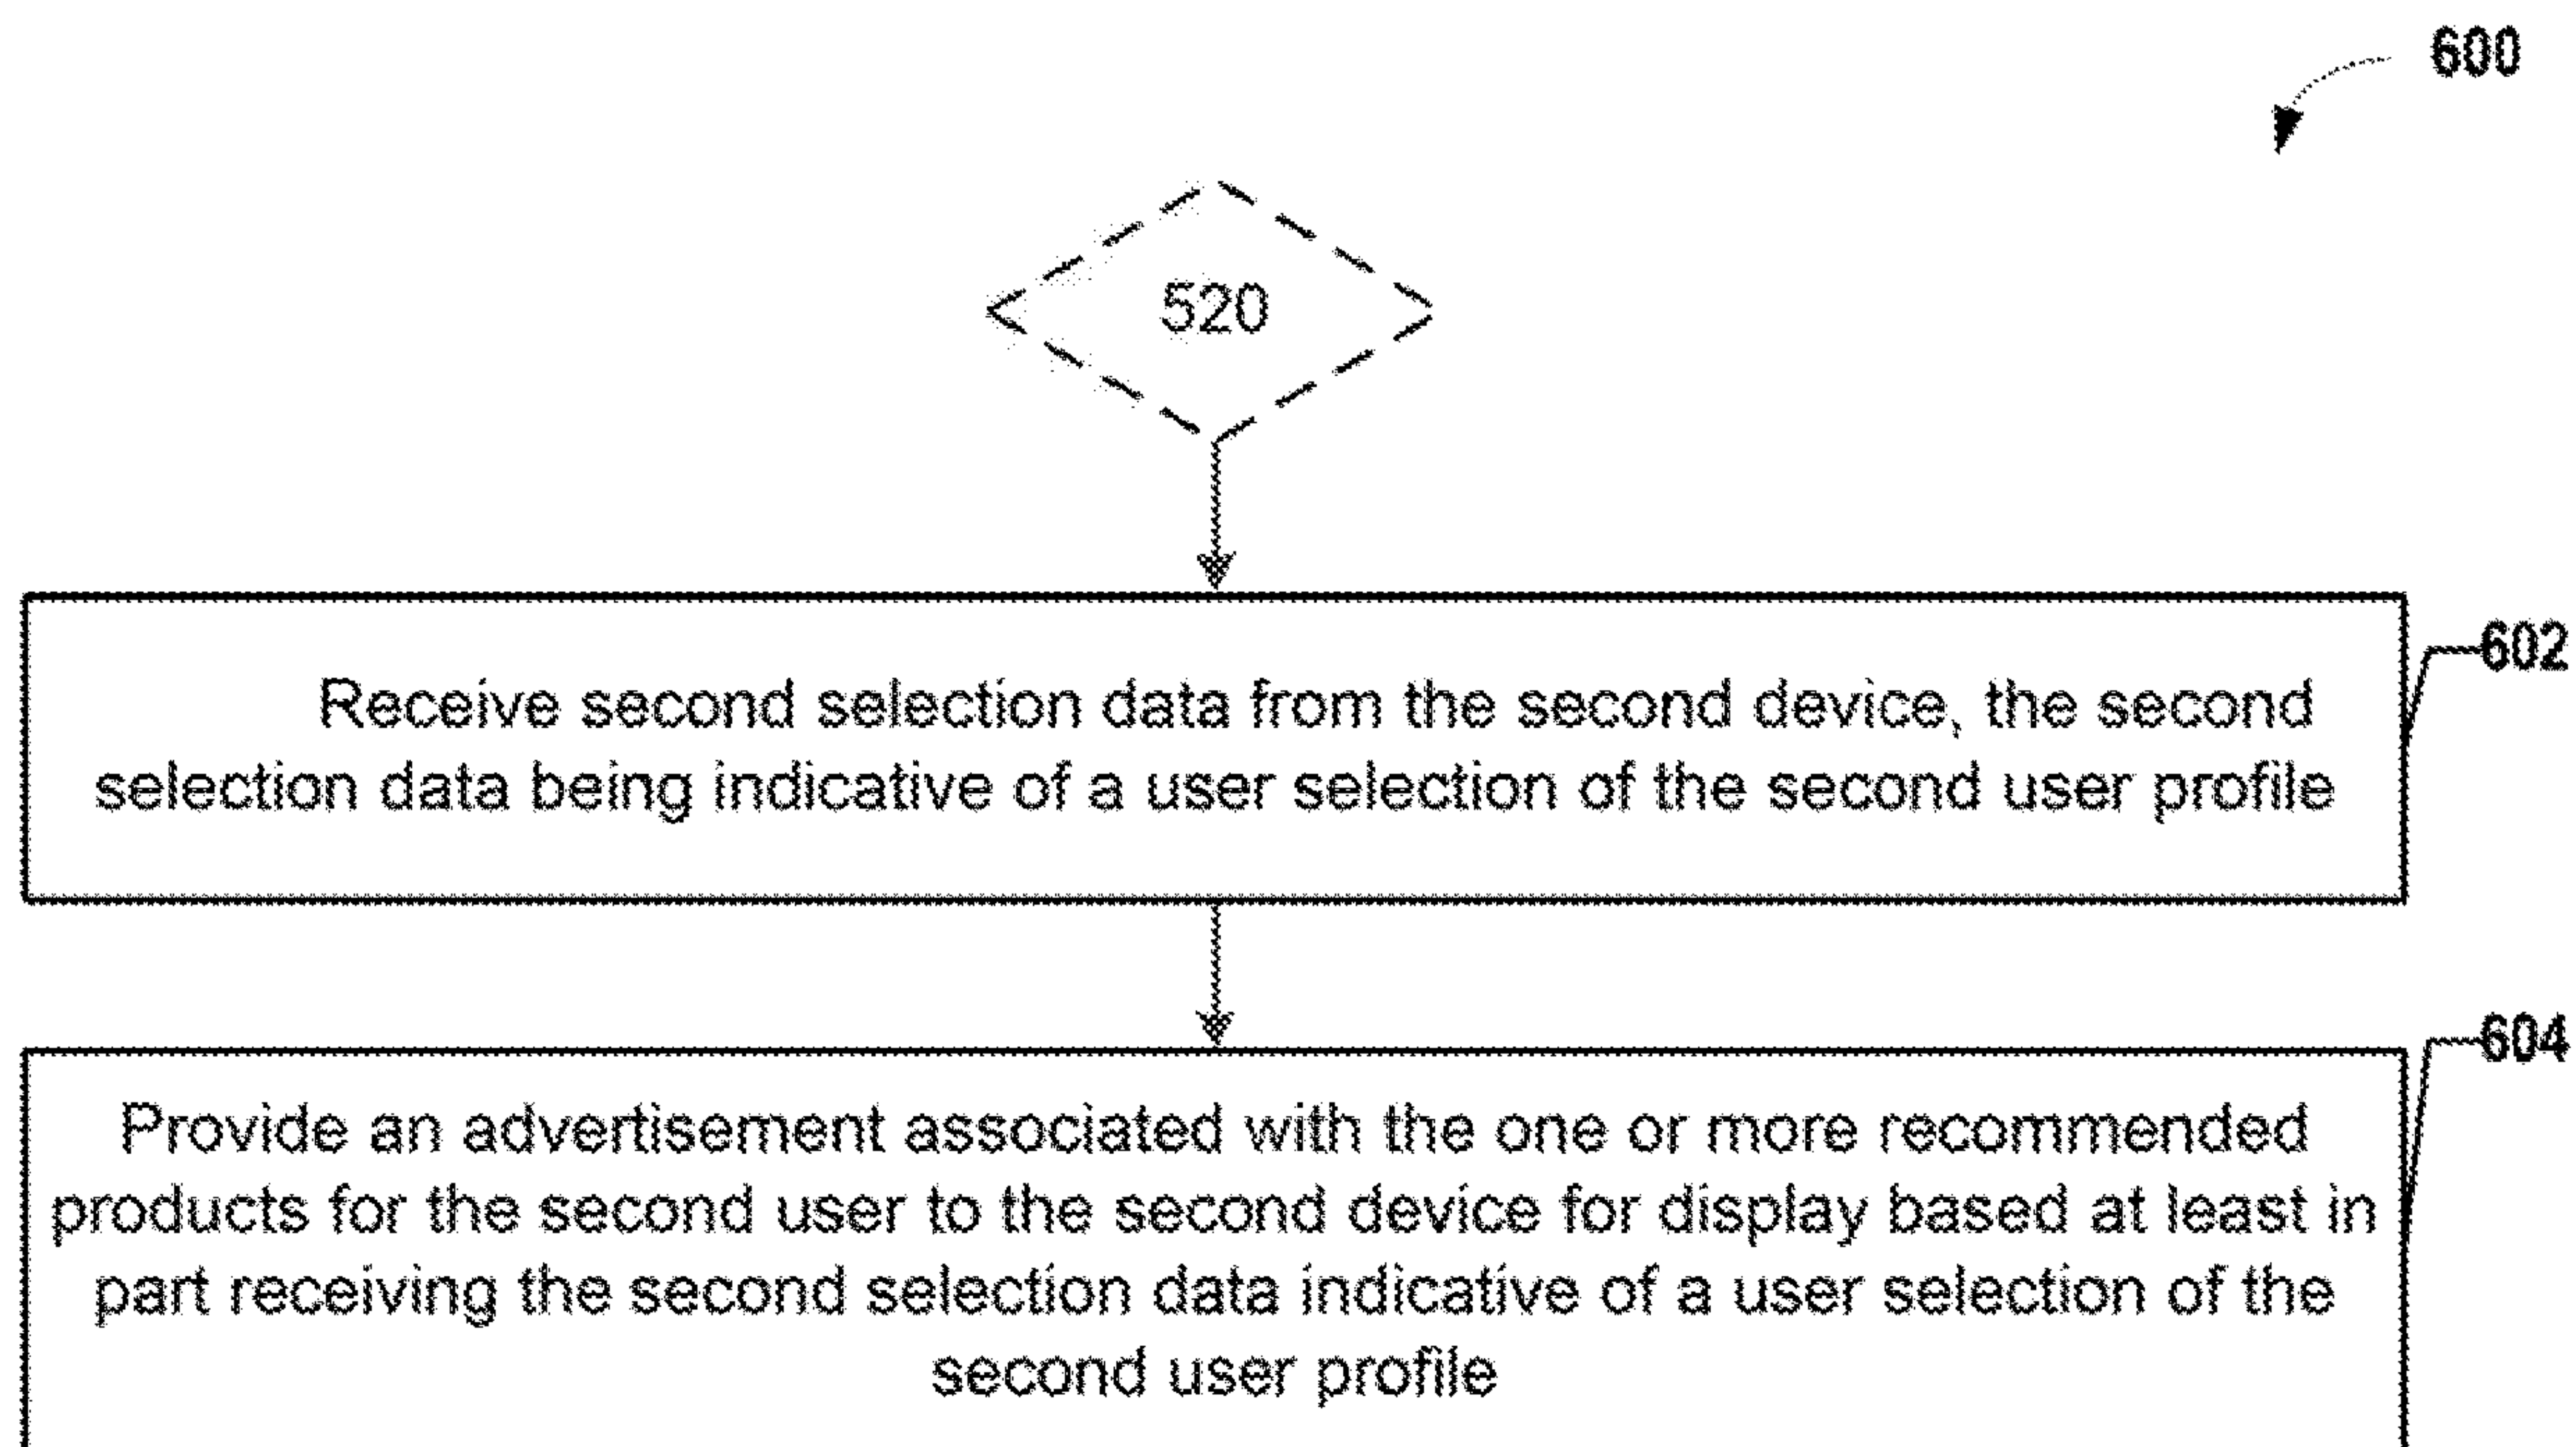 600
520
602
Receive second selection data from the second device, the second
selection data being indicative of a user selection of the second user profile
604
Provide an advertisement associated with the one or more recommended
products for the second user to the second device for display based at least in
part receiving the second selection data indicative of a user selection of the
second user profile